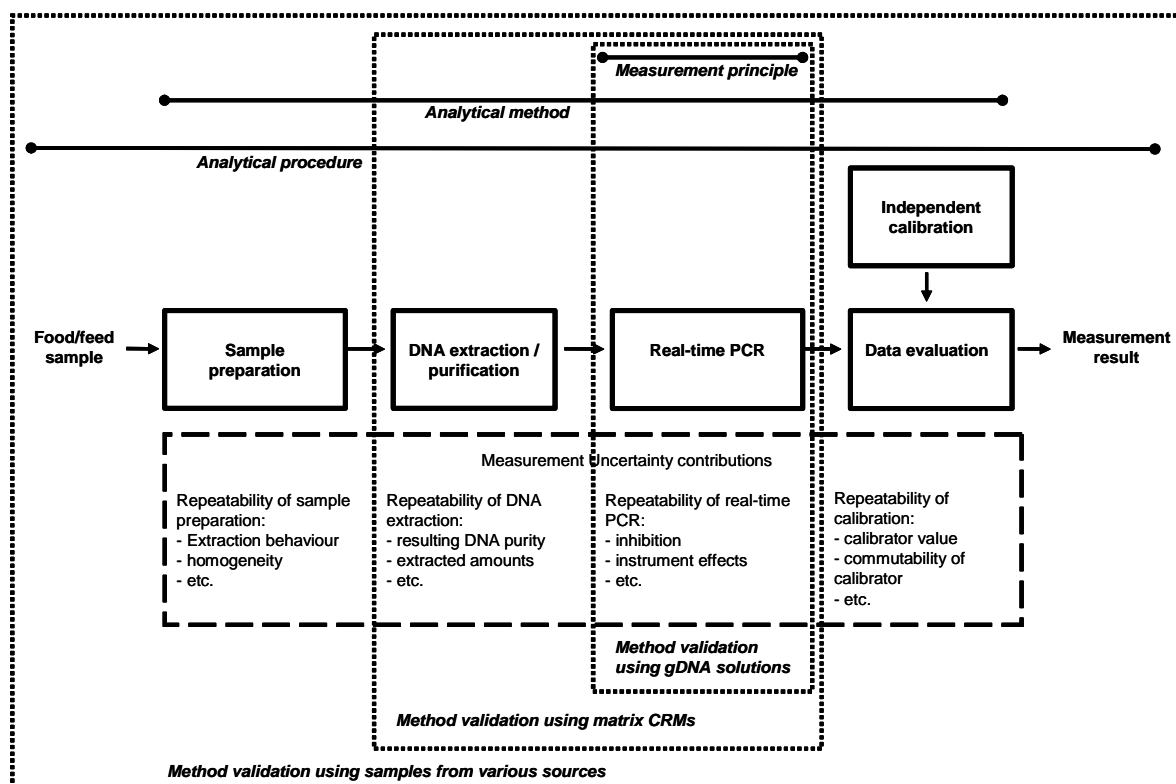 Measurement principle
Analytical method
Analytical procedure
Independent
calibration
Food/feed
sample
Sample
preparation
DNA extraction /
purification
Real-time PCR
Data evaluation
Measurement
result
Measurement Uncertainty contributions
Repeatability of sample
preparation:
- Extraction behaviour
- homogeneity
- etc.
Repeatability of DNA
extraction:
- resulting DNA purity
- extracted amounts
- etc.
Repeatability of real-time
PCR:
- inhibition
- instrument effects
- etc.
Repeatability of
calibration:
- calibrator value
- commutability of
calibrator
- etc.
Method validation
using gDNA solutions
Method validation using matrix CRMs
Method validation using samples from various sources